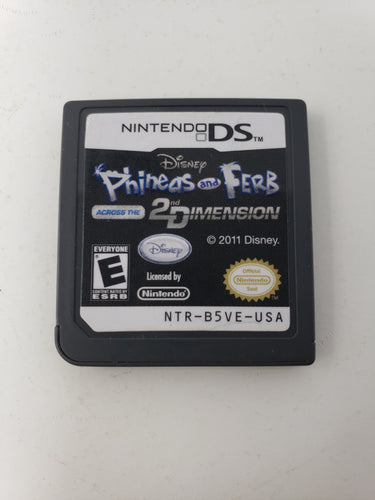 NINTENDO DS™
Disney
Phineas and FERB
ACROSS THE 2nd DIMENSION
Disney
© 2011 Disney.
EVERYONE
E
CONTENT RATED BY
ESRB
Licensed by
Nintendo
Official
Nintendo
Seal
NTR-B5VE-USA